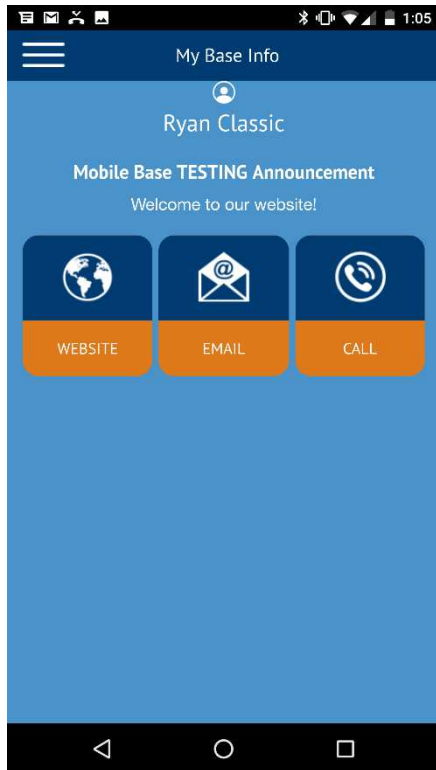 1:05
My Base Info
Ryan Classic
Mobile Base TESTING Announcement
Welcome to our website!
@
WEBSITE EMAIL CALL